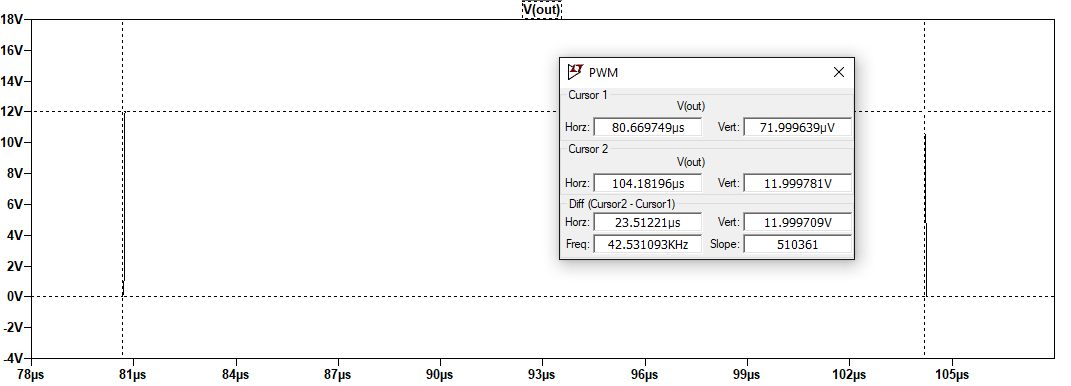 V(out)
18V
16V
14V
12V
10V
8V
6V
4V
2V
0V
-2V
-4V
78µs 81µs 84µs 87µs 90µs 93µs 96µs 99µs 102µs 105µs
PWM
Cursor 1
V(out)
Horz: 80.669749µs Vert: 71.999639µV
Cursor 2
V(out)
Horz: 104.18196µs Vert: 11.999781V
Diff (Cursor2 - Cursor1)
Horz: 23.51221µs Vert: 11.999709V
Freq: 42.531093KHz Slope: 510361